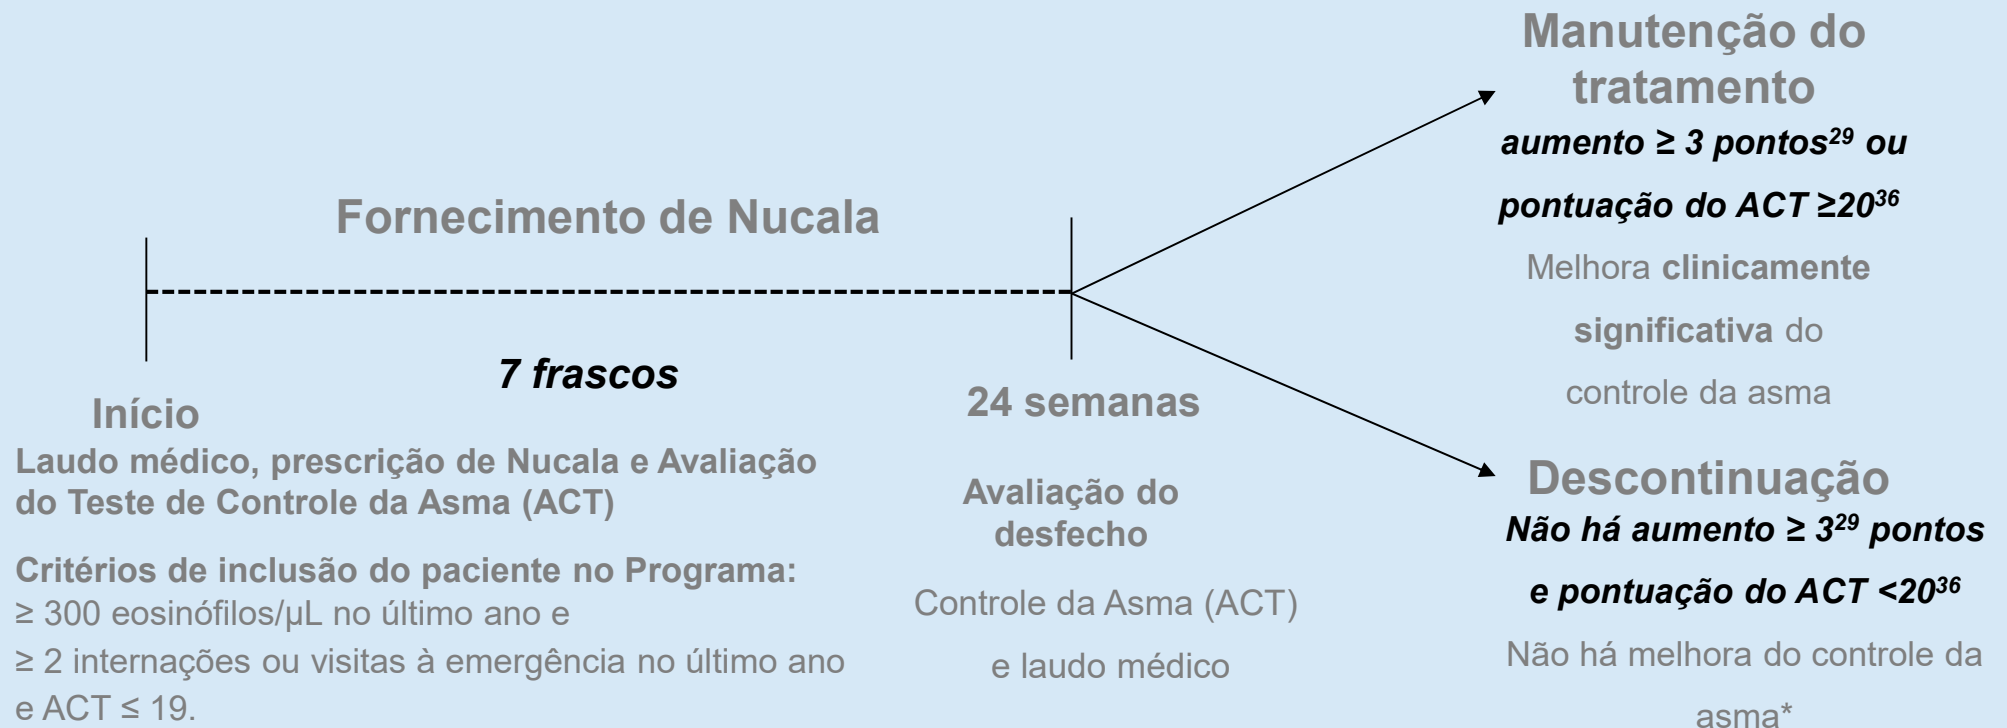 Fornecimento de Nucala
7 frascos
Início
Laudo médico, prescrição de Nucala e Avaliação
do Teste de Controle da Asma (ACT)
Critérios de inclusão do paciente no Programa:
≥ 300 eosinófilos/μL no último ano e
≥ 2 internações ou visitas à emergência no último ano
e ACT ≤ 19.
24 semanas
Avaliação do
desfecho
Controle da Asma (ACT)
e laudo médico
Manutenção do
tratamento
aumento ≥ 3 pontos²⁹ ou
pontuação do ACT ≥20³⁶
Melhora clinicamente
significativa do
controle da asma
Descontinuação
Não há aumento ≥ 3²⁹ pontos
e pontuação do ACT <20³⁶
Não há melhora do controle da
asma*